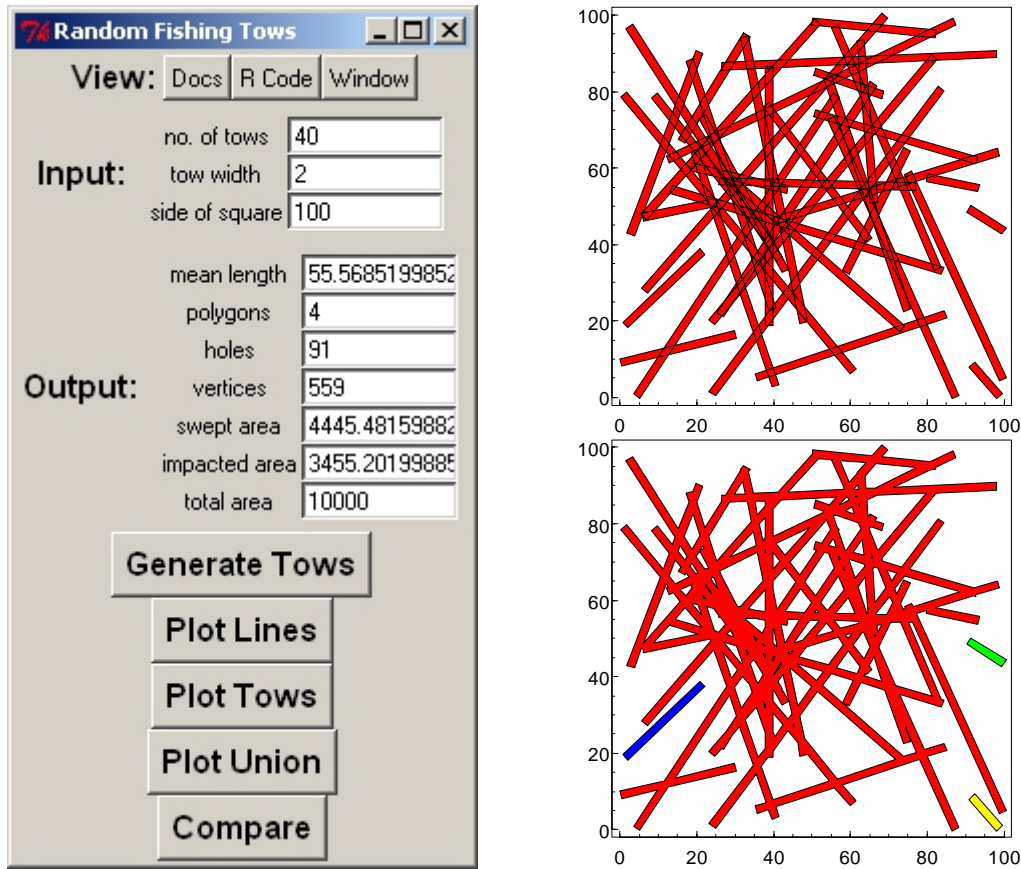 Random Fishing Tows
View: Docs R Code Window
Input:
no. of tows 40
tow width 2
side of square 100
Output:
mean length 55.5685199852
polygons 4
holes 91
vertices 559
swept area 4445.48159882
impacted area 3455.20199885
total area 10000
Generate Tows
Plot Lines
Plot Tows
Plot Union
Compare
100
80
60
40
20
0
0 20 40 60 80 100
100
80
60
40
20
0
0 20 40 60 80 100